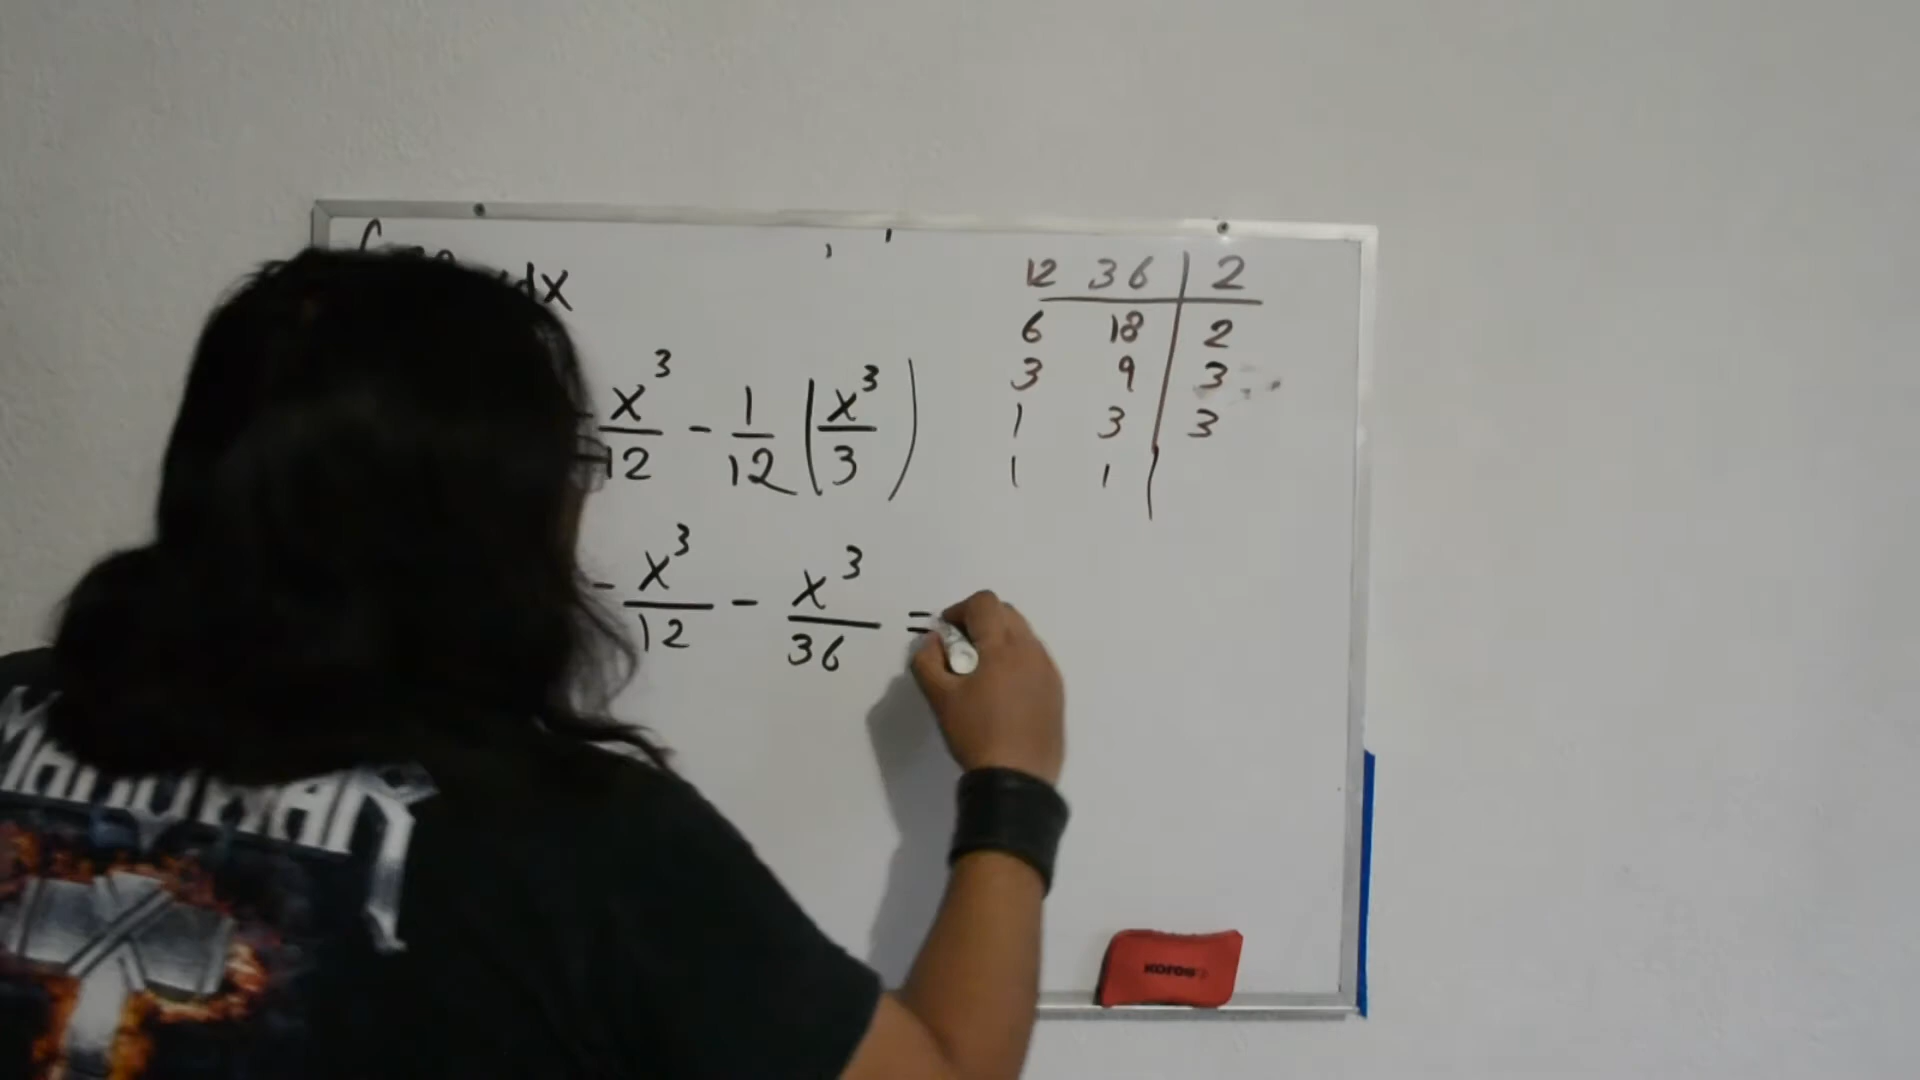 dx
12 36 | 2
6 18 | 2
3 9 | 3
1 3 | 3
1 1 |
x³/12 - 1/12 (x³/3)
- x³/12 - x³/36 =
KOROS